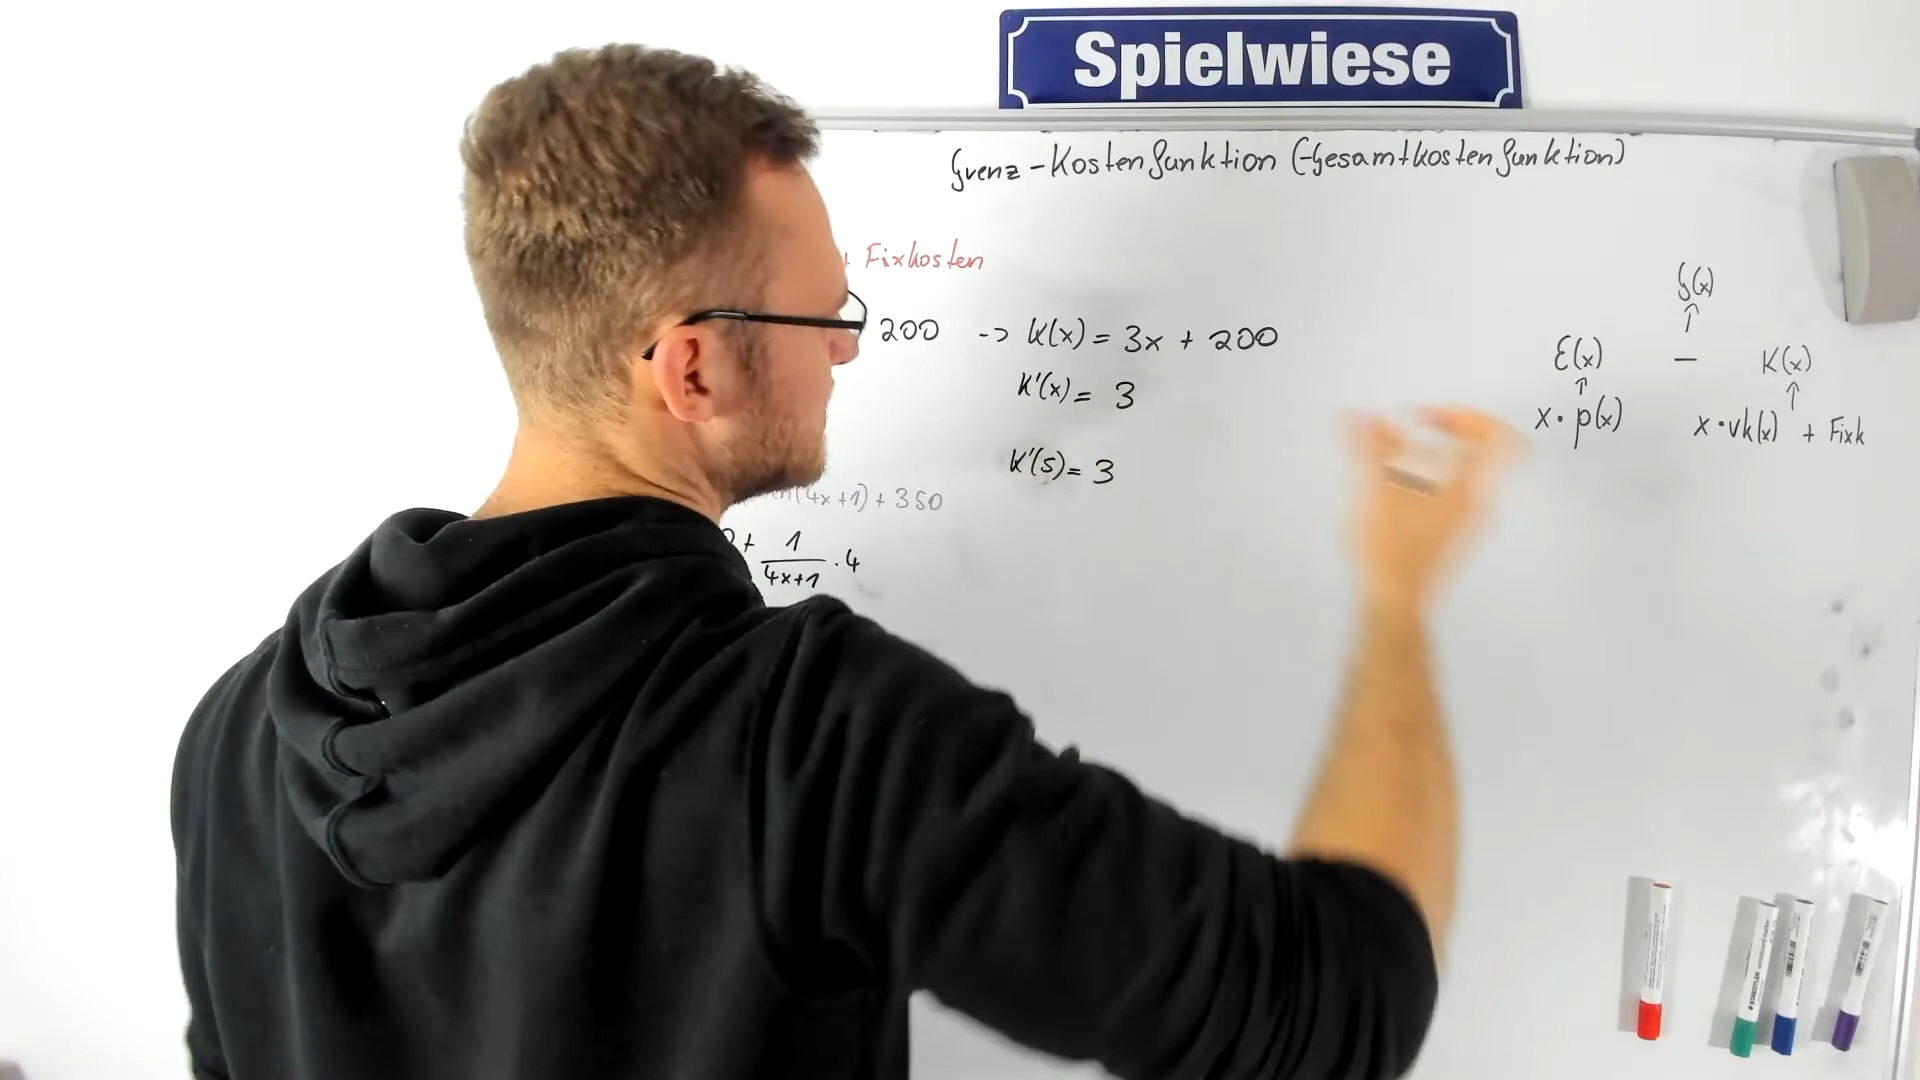 Spielwiese
Grenz-Kostenfunktion (-Gesamtkostenfunktion)
+ Fixkosten
G(x)
200 -> K(x) = 3x + 200
E(x) - K(x)
K'(x) = 3
x · p(x) x · vk(x) + Fixk
K'(5) = 3
(4x+1) + 350
+ 1/4x+1 · 4